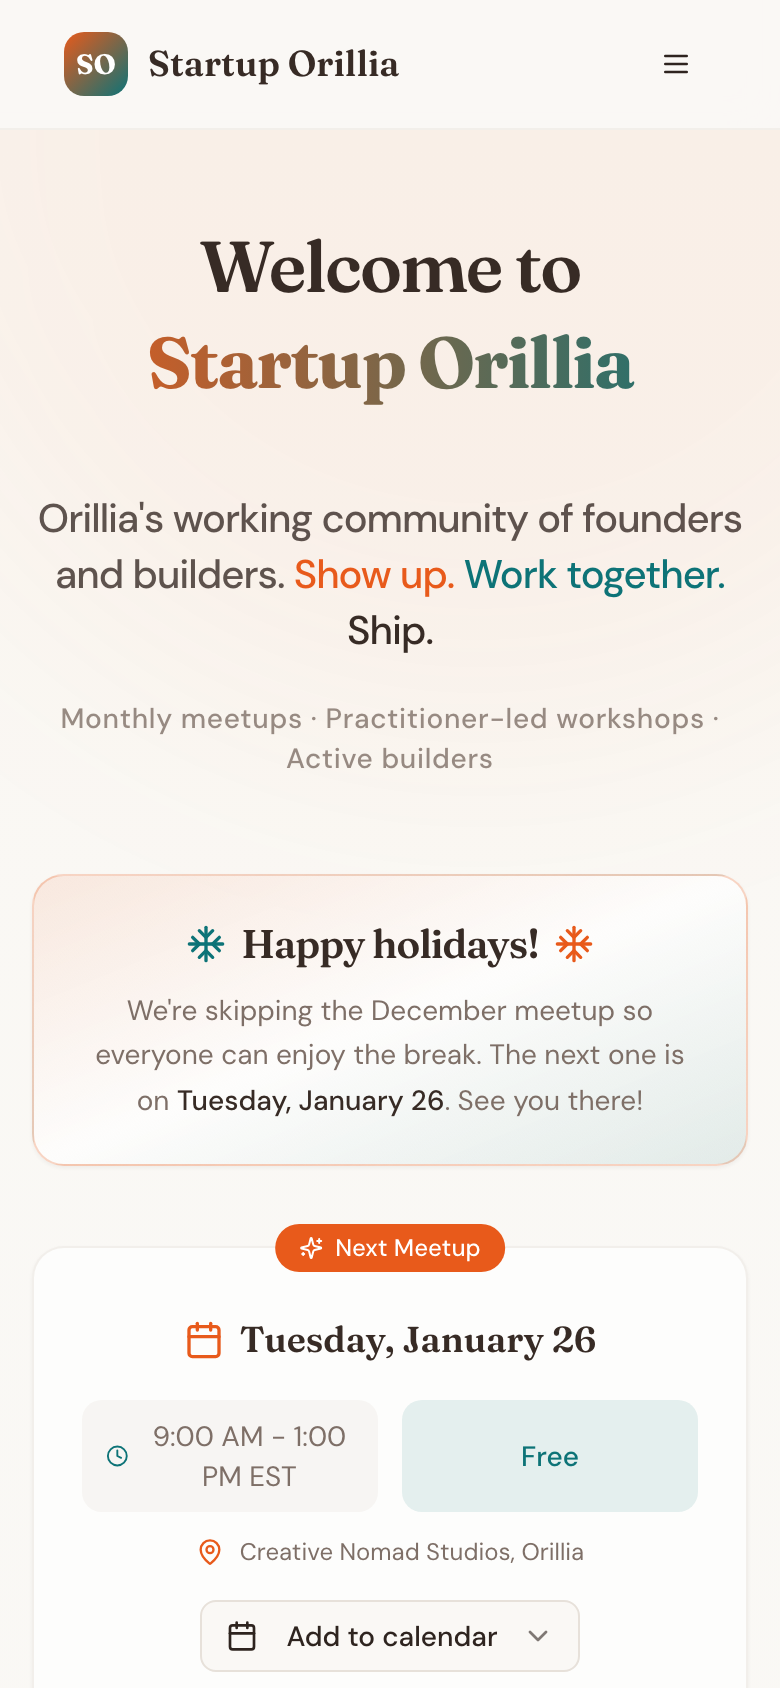 SO Startup Orillia
Welcome to
Startup Orillia
Orillia's working community of founders
and builders. Show up. Work together.
Ship.
Monthly meetups · Practitioner-led workshops ·
Active builders
Happy holidays!
We're skipping the December meetup so
everyone can enjoy the break. The next one is
on Tuesday, January 26. See you there!
Next Meetup
Tuesday, January 26
9:00 AM - 1:00
PM EST
Free
Creative Nomad Studios, Orillia
Add to calendar